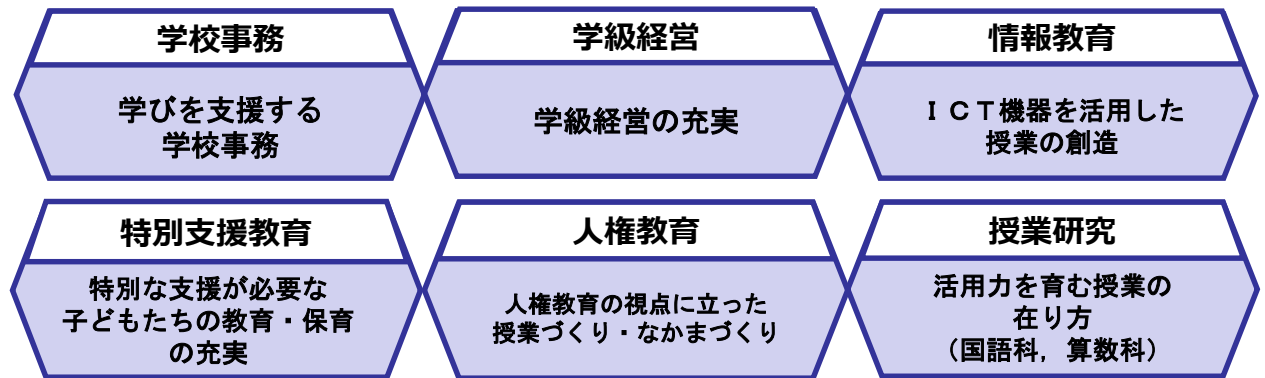 学校事務
学びを支援する
学校事務
学級経営
学級経営の充実
情報教育
ＩＣＴ機器を活用した
授業の創造
特別支援教育
特別な支援が必要な
子どもたちの教育・保育
の充実
人権教育
人権教育の視点に立った
授業づくり・なかまづくり
授業研究
活用力を育む授業の
在り方
（国語科，算数科）